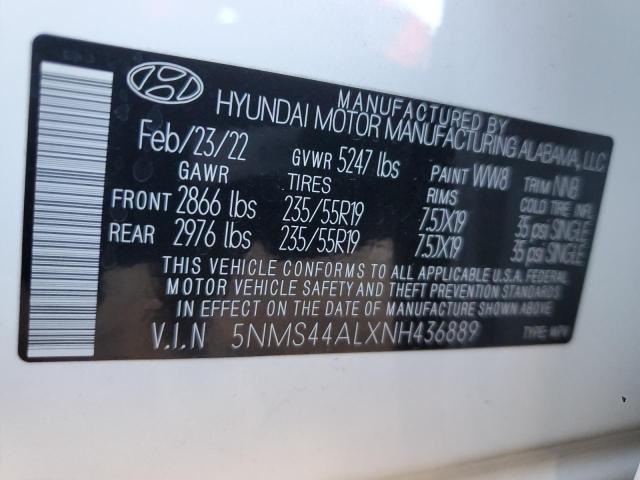 MANUFACTURED BY
HYUNDAI MOTOR MANUFACTURING ALABAMA, LLC
Feb/23/22 GVWR 5247 lbs PAINT WW8 TRIM NNB
GAWR TIRES RIMS COLD TIRE INFL
FRONT 2866 lbs 235/55R19 7.5JX19 35 psi SINGLE
REAR 2976 lbs 235/55R19 7.5JX19 35 psi SINGLE
THIS VEHICLE CONFORMS TO ALL APPLICABLE U.S.A. FEDERAL
MOTOR VEHICLE SAFETY AND THEFT PREVENTION STANDARDS
IN EFFECT ON THE DATE OF MANUFACTURE SHOWN ABOVE.
V.I.N 5NMS44ALXNH436889 TYPE: MPV